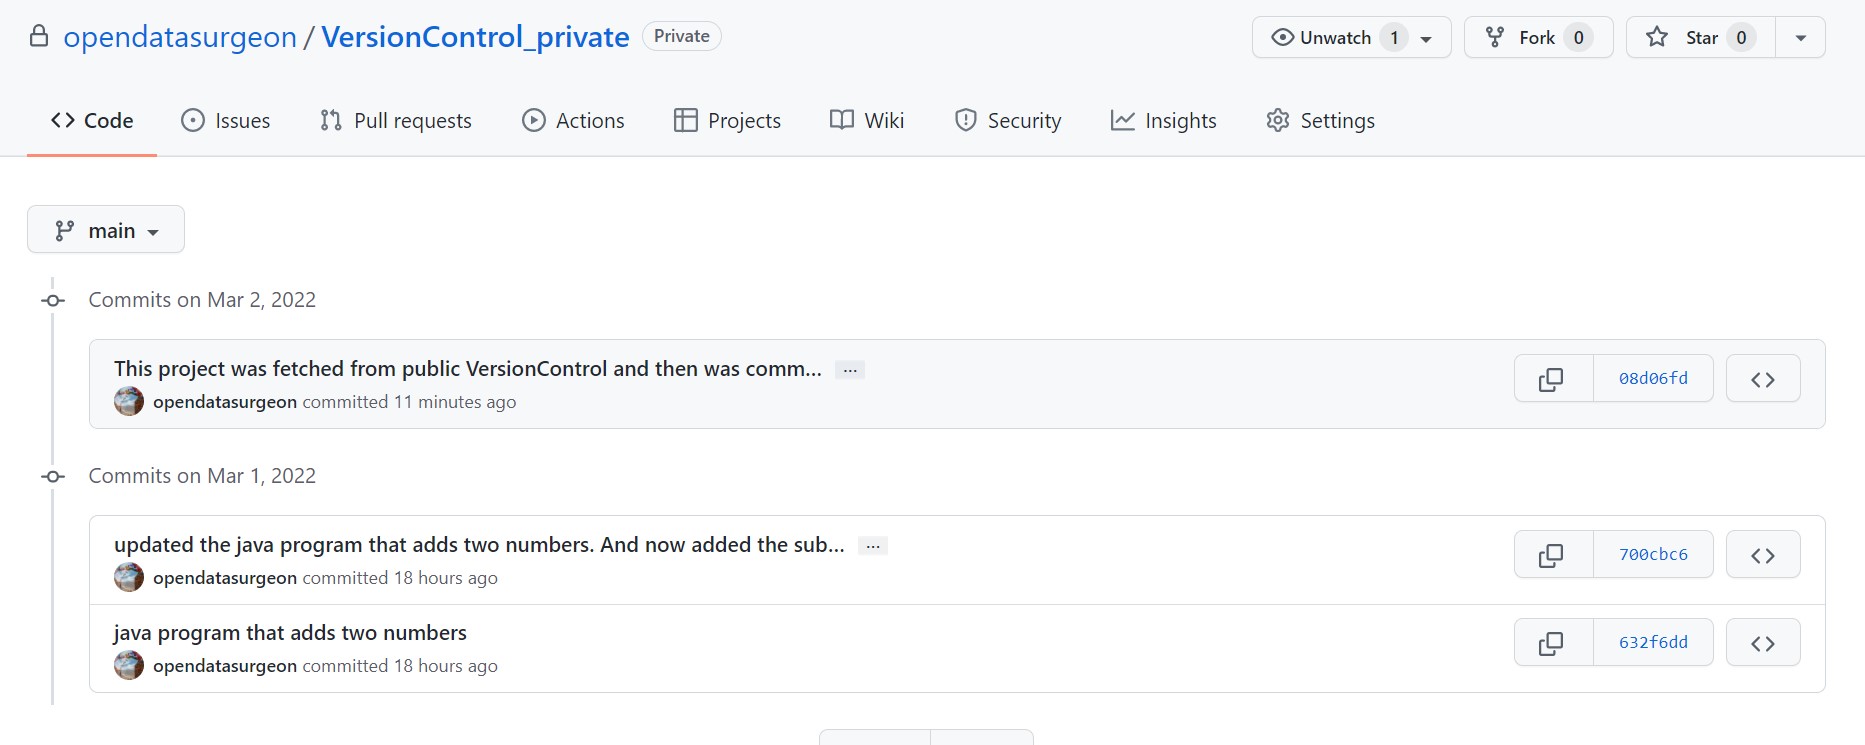 opendatasurgeon / VersionControl_private Private Unwatch 1 Fork 0 Star 0
Code Issues Pull requests Actions Projects Wiki Security Insights Settings
main
Commits on Mar 2, 2022
This project was fetched from public VersionControl and then was comm... ...
08d06fd
opendatasurgeon committed 11 minutes ago
Commits on Mar 1, 2022
updated the java program that adds two numbers. And now added the sub... ...
700cbc6
opendatasurgeon committed 18 hours ago
java program that adds two numbers
632f6dd
opendatasurgeon committed 18 hours ago